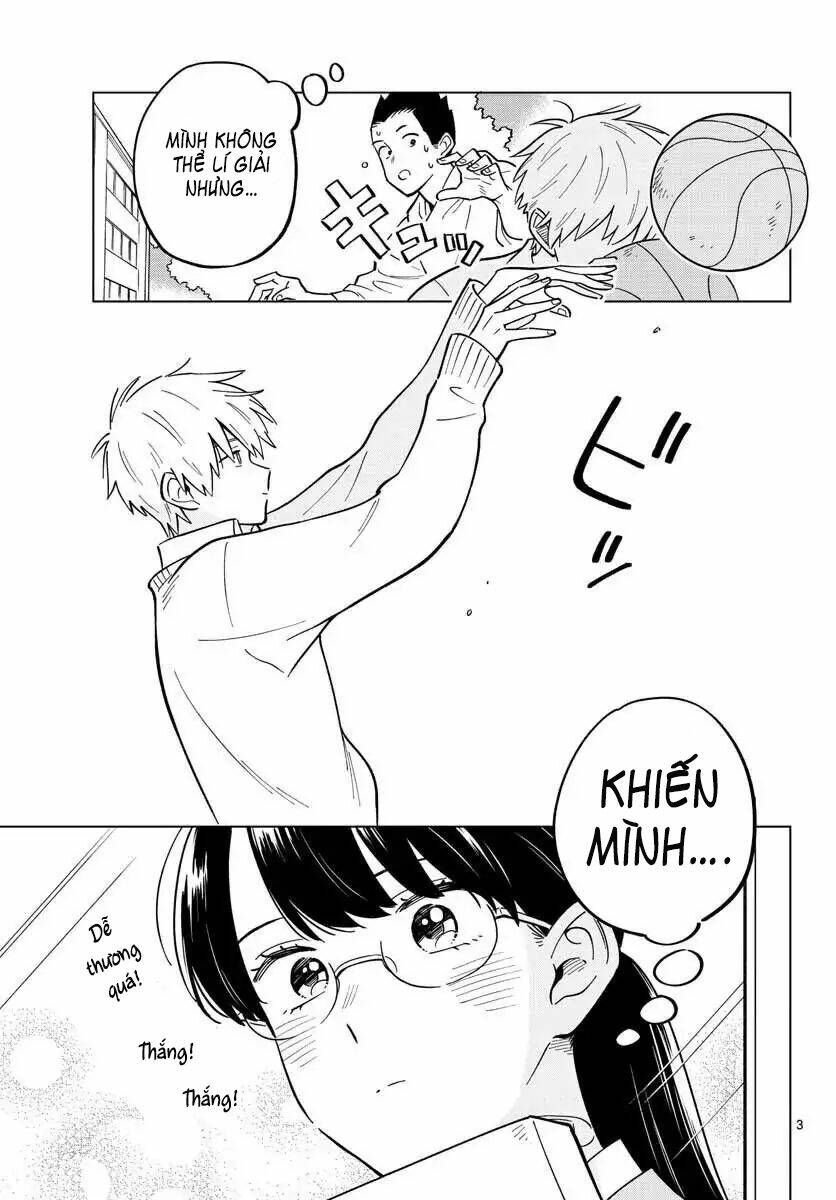 MÌNH KHÔNG
THỂ LÍ GIẢI
NHƯNG...
キュッ
ビッ
KHIẾN
MÌNH....
Dễ
thương
quá!
Thắng!
Thắng!
3